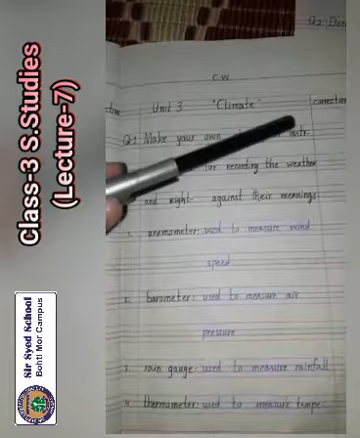 Class-3 S.Studies
(Lecture-7)
Sir Syed School
Bohti Mor Campus
Q2
C.W
Unit 3 "Climate"
correction
Q1 Make your own
for recording the weather
and right against their meanings.
1. anemometer: used to measure wind
speed
2. barometer: used to measure air
pressure
3. rain gauge: used to measure rainfall
4. thermometer: used to measure tempe